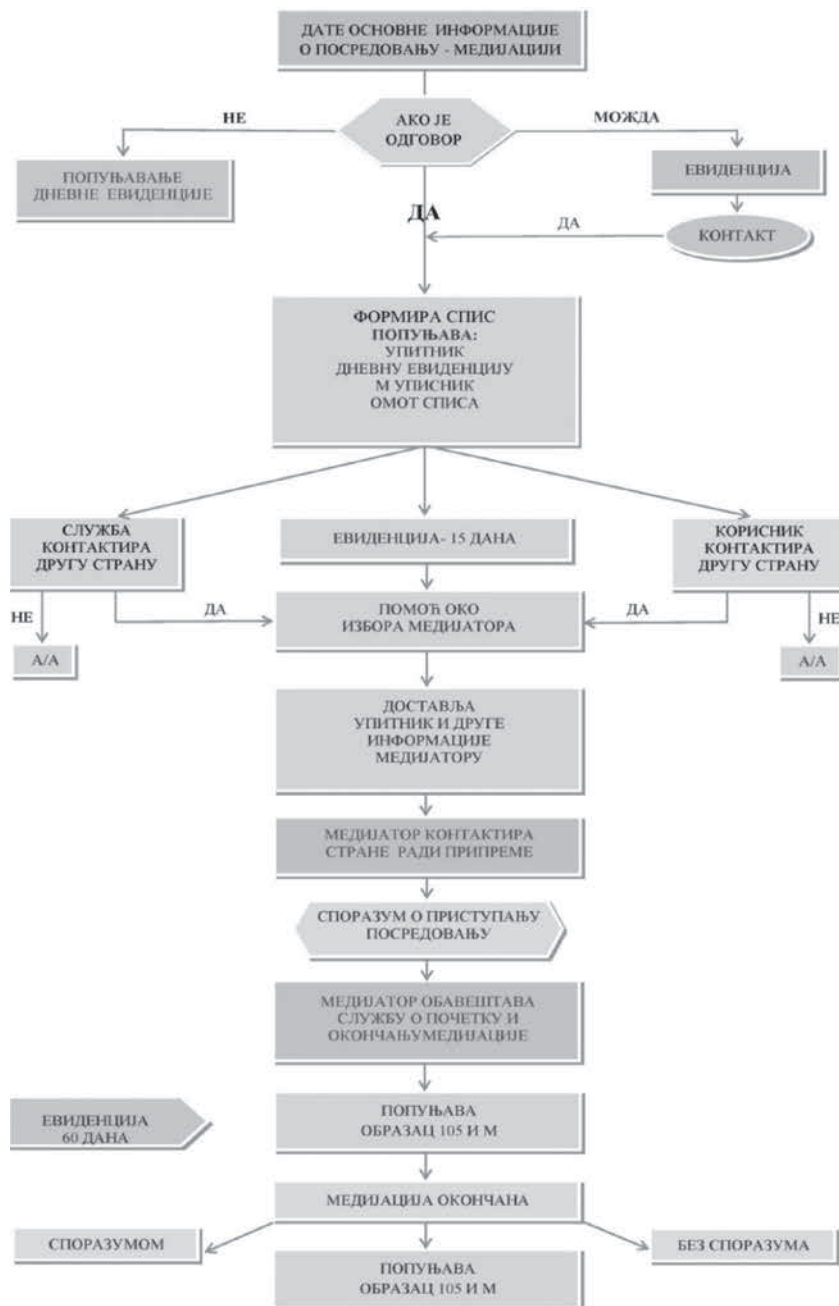 ДАТЕ ОСНОВНЕ ИНФОРМАЦИЈЕ
О ПОСРЕДОВАЊУ - МЕДИЈАЦИЈИ
НЕ
АКО ЈЕ
ОДГОВОР
МОЖДА
ПОПУЊАВАЊЕ
ДНЕВНЕ ЕВИДЕНЦИЈЕ
ЕВИДЕНЦИЈА
ДА
ДА
КОНТАКТ
ФОРМИРА СПИС
ПОПУЊАВА:
УПИТНИК
ДНЕВНУ ЕВИДЕНЦИЈУ
М УПИСНИК
ОМОТ СПИСА
СЛУЖБА
КОНТАКТИРА
ДРУГУ СТРАНУ
ЕВИДЕНЦИЈА- 15 ДАНА
КОРИСНИК
КОНТАКТИРА
ДРУГУ СТРАНУ
НЕ
ДА
ПОМОЋ ОКО
ИЗБОРА МЕДИЈАТОРА
ДА
НЕ
А/А
А/А
ДОСТАВЉА
УПИТНИК И ДРУГЕ
ИНФОРМАЦИЈЕ
МЕДИЈАТОРУ
МЕДИЈАТОР КОНТАКТИРА
СТРАНЕ РАДИ ПРИПРЕМЕ
СПОРАЗУМ О ПРИСТУПАЊУ
ПОСРЕДОВАЊУ
МЕДИЈАТОР ОБАВЕШТАВА
СЛУЖБУ О ПОЧЕТКУ И
ОКОНЧАЊУМЕДИЈАЦИЈЕ
ЕВИДЕНЦИЈА
60 ДАНА
ПОПУЊАВА
ОБРАЗАЦ 105 И М
МЕДИЈАЦИЈА ОКОНЧАНА
СПОРАЗУМОМ
БЕЗ СПОРАЗУМА
ПОПУЊАВА
ОБРАЗАЦ 105 И М